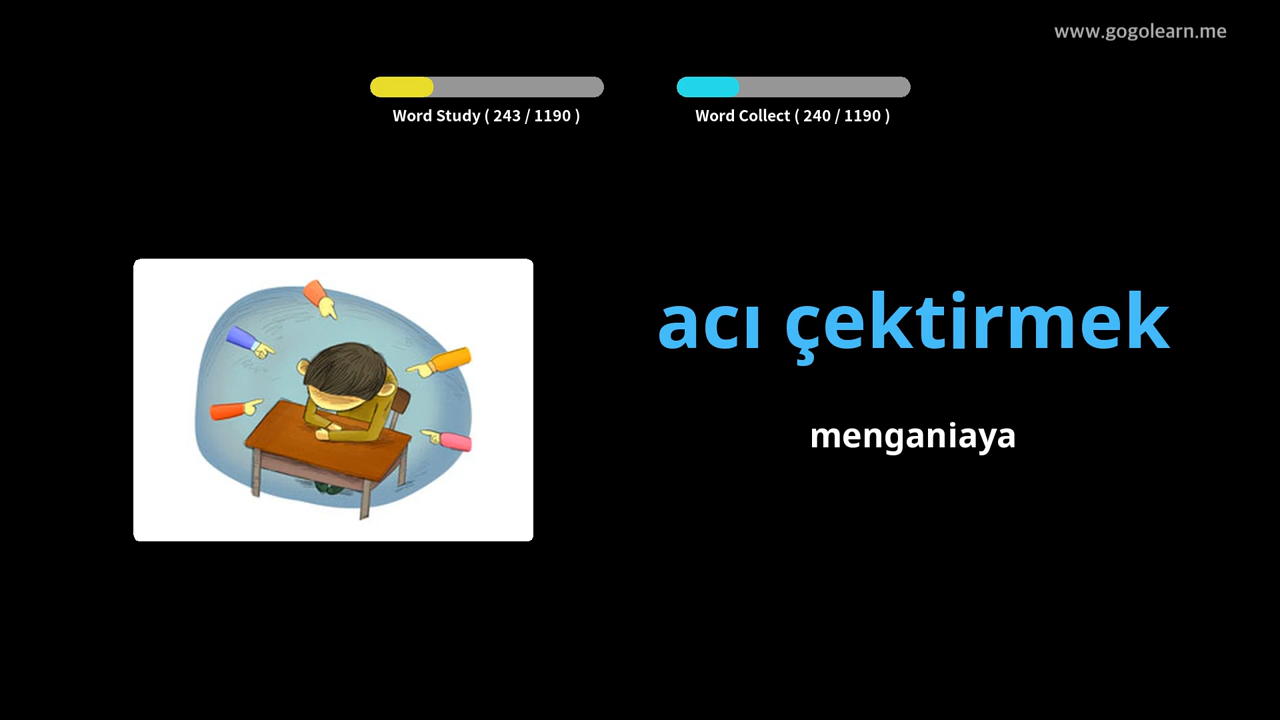 www.gogolearn.me
Word Study ( 243 / 1190 )
Word Collect ( 240 / 1190 )
acı çektirmek
menganiaya